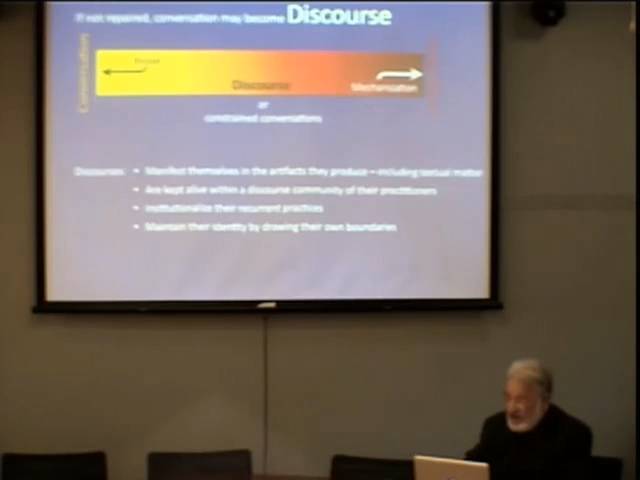 If not repaired, conversation may become Discourse
Conversation
Repair
Discourse
Mechanization
or
constrained conversations
Discourses: • Manifest themselves in the artifacts they produce – including textual matter
• Are kept alive within a discourse community of their practitioners
• Institutionalize their recurrent practices
• Maintain their identity by drawing their own boundaries